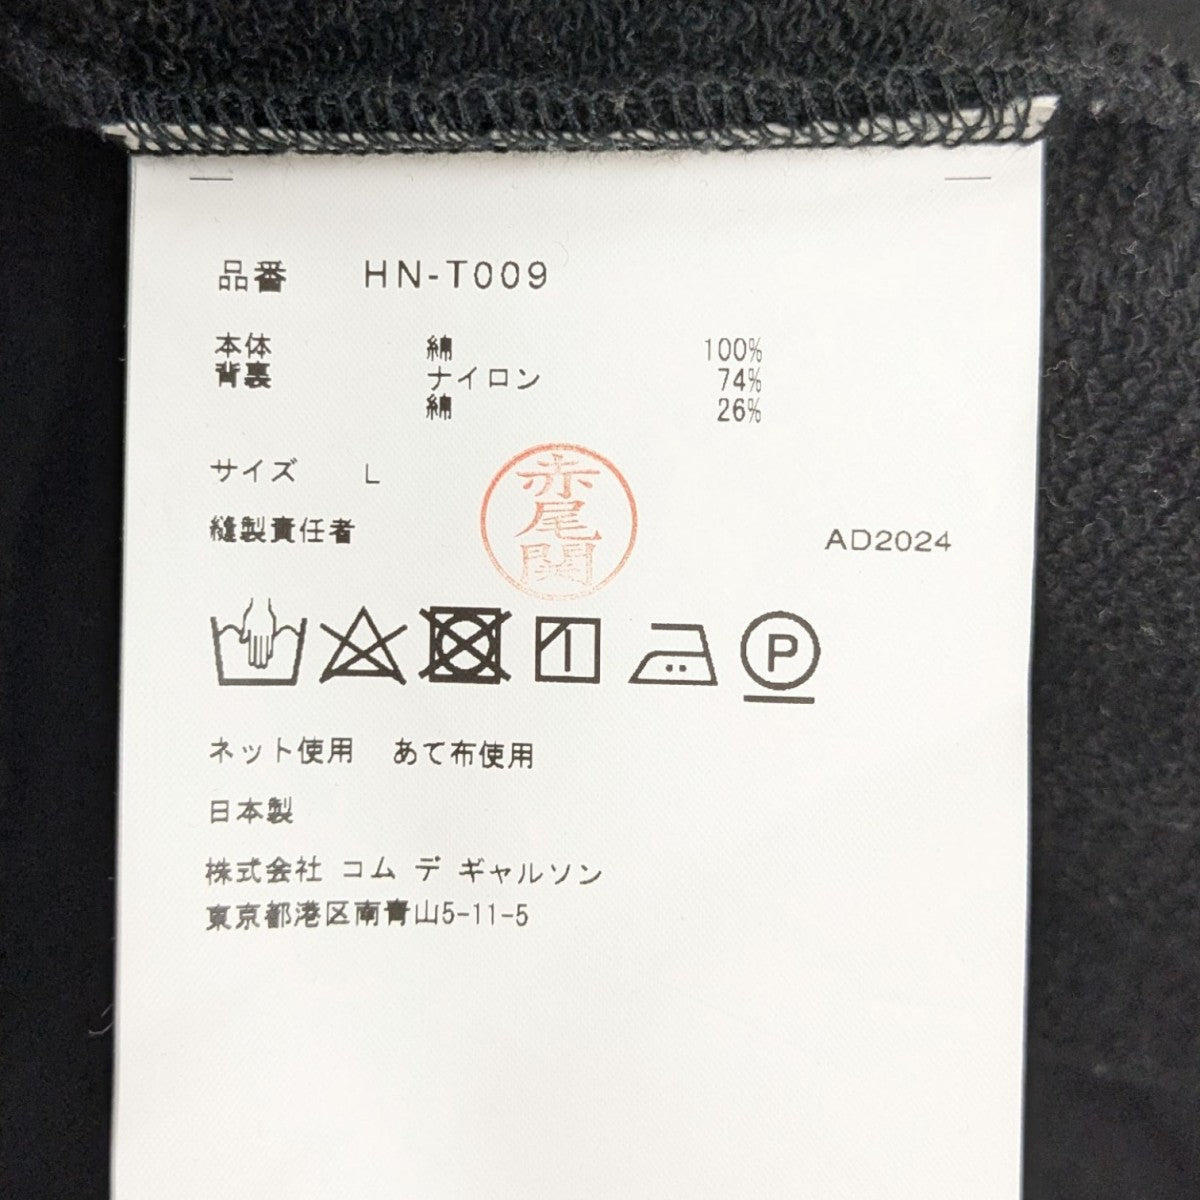 品番 HN-T009
本体 綿 100%
背裏 ナイロン 74%
綿 26%
サイズ L
赤尾関
縫製責任者
AD2024
P
ネット使用 あて布使用
日本製
株式会社 コム デ ギャルソン
東京都港区南青山5-11-5